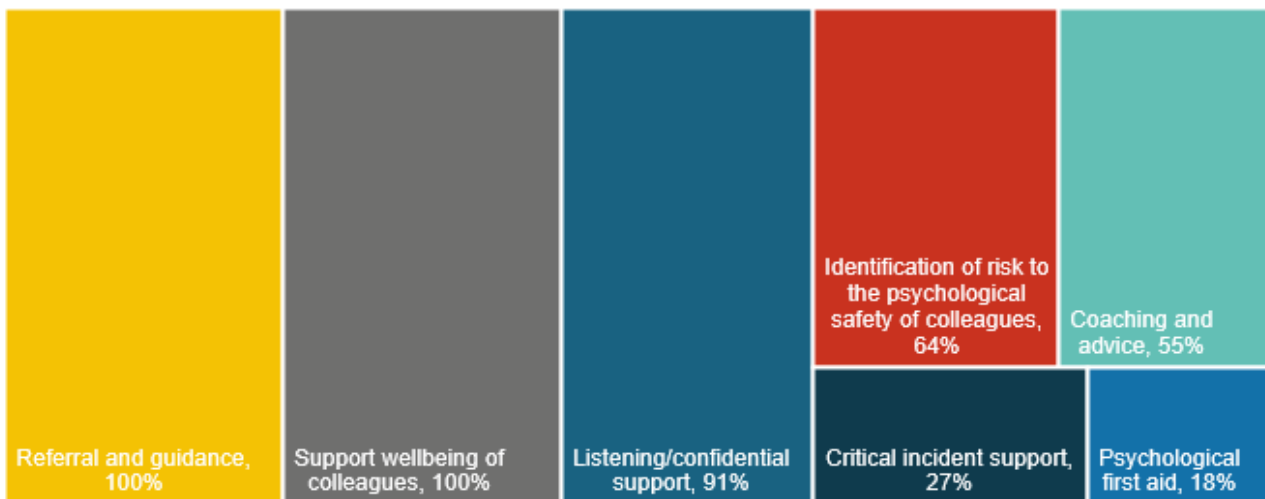 Referral and guidance,
100%
Support wellbeing of
colleagues, 100%
Listening/confidential
support, 91%
Identification of risk to
the psychological
safety of colleagues,
64%
Coaching and
advice, 55%
Critical incident support,
27%
Psychological
first aid, 18%